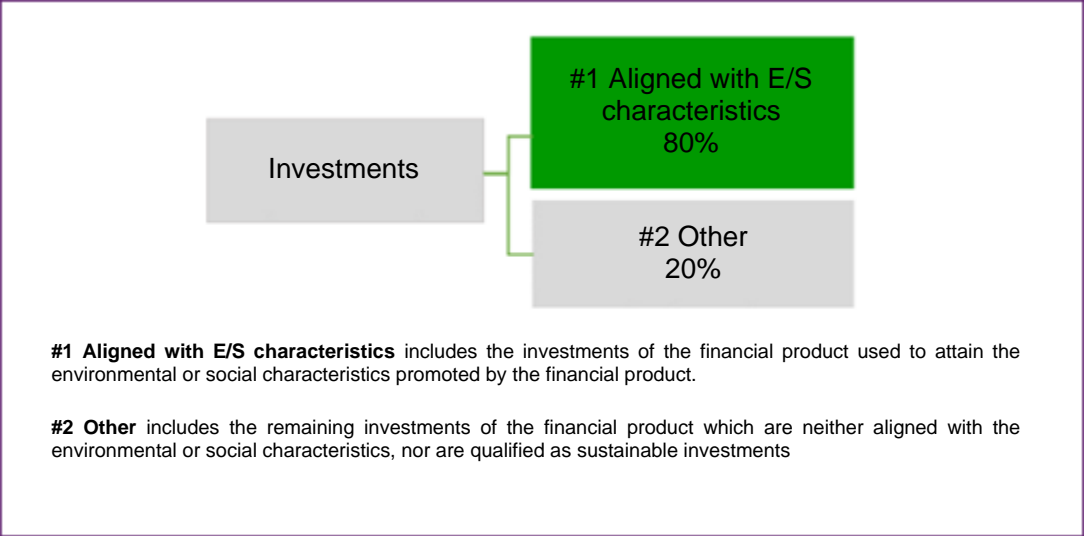 #1 Aligned with E/S
characteristics
80%
Investments
#2 Other
20%
#1 Aligned with E/S characteristics includes the investments of the financial product used to attain the
environmental or social characteristics promoted by the financial product.
#2 Other includes the remaining investments of the financial product which are neither aligned with the
environmental or social characteristics, nor are qualified as sustainable investments